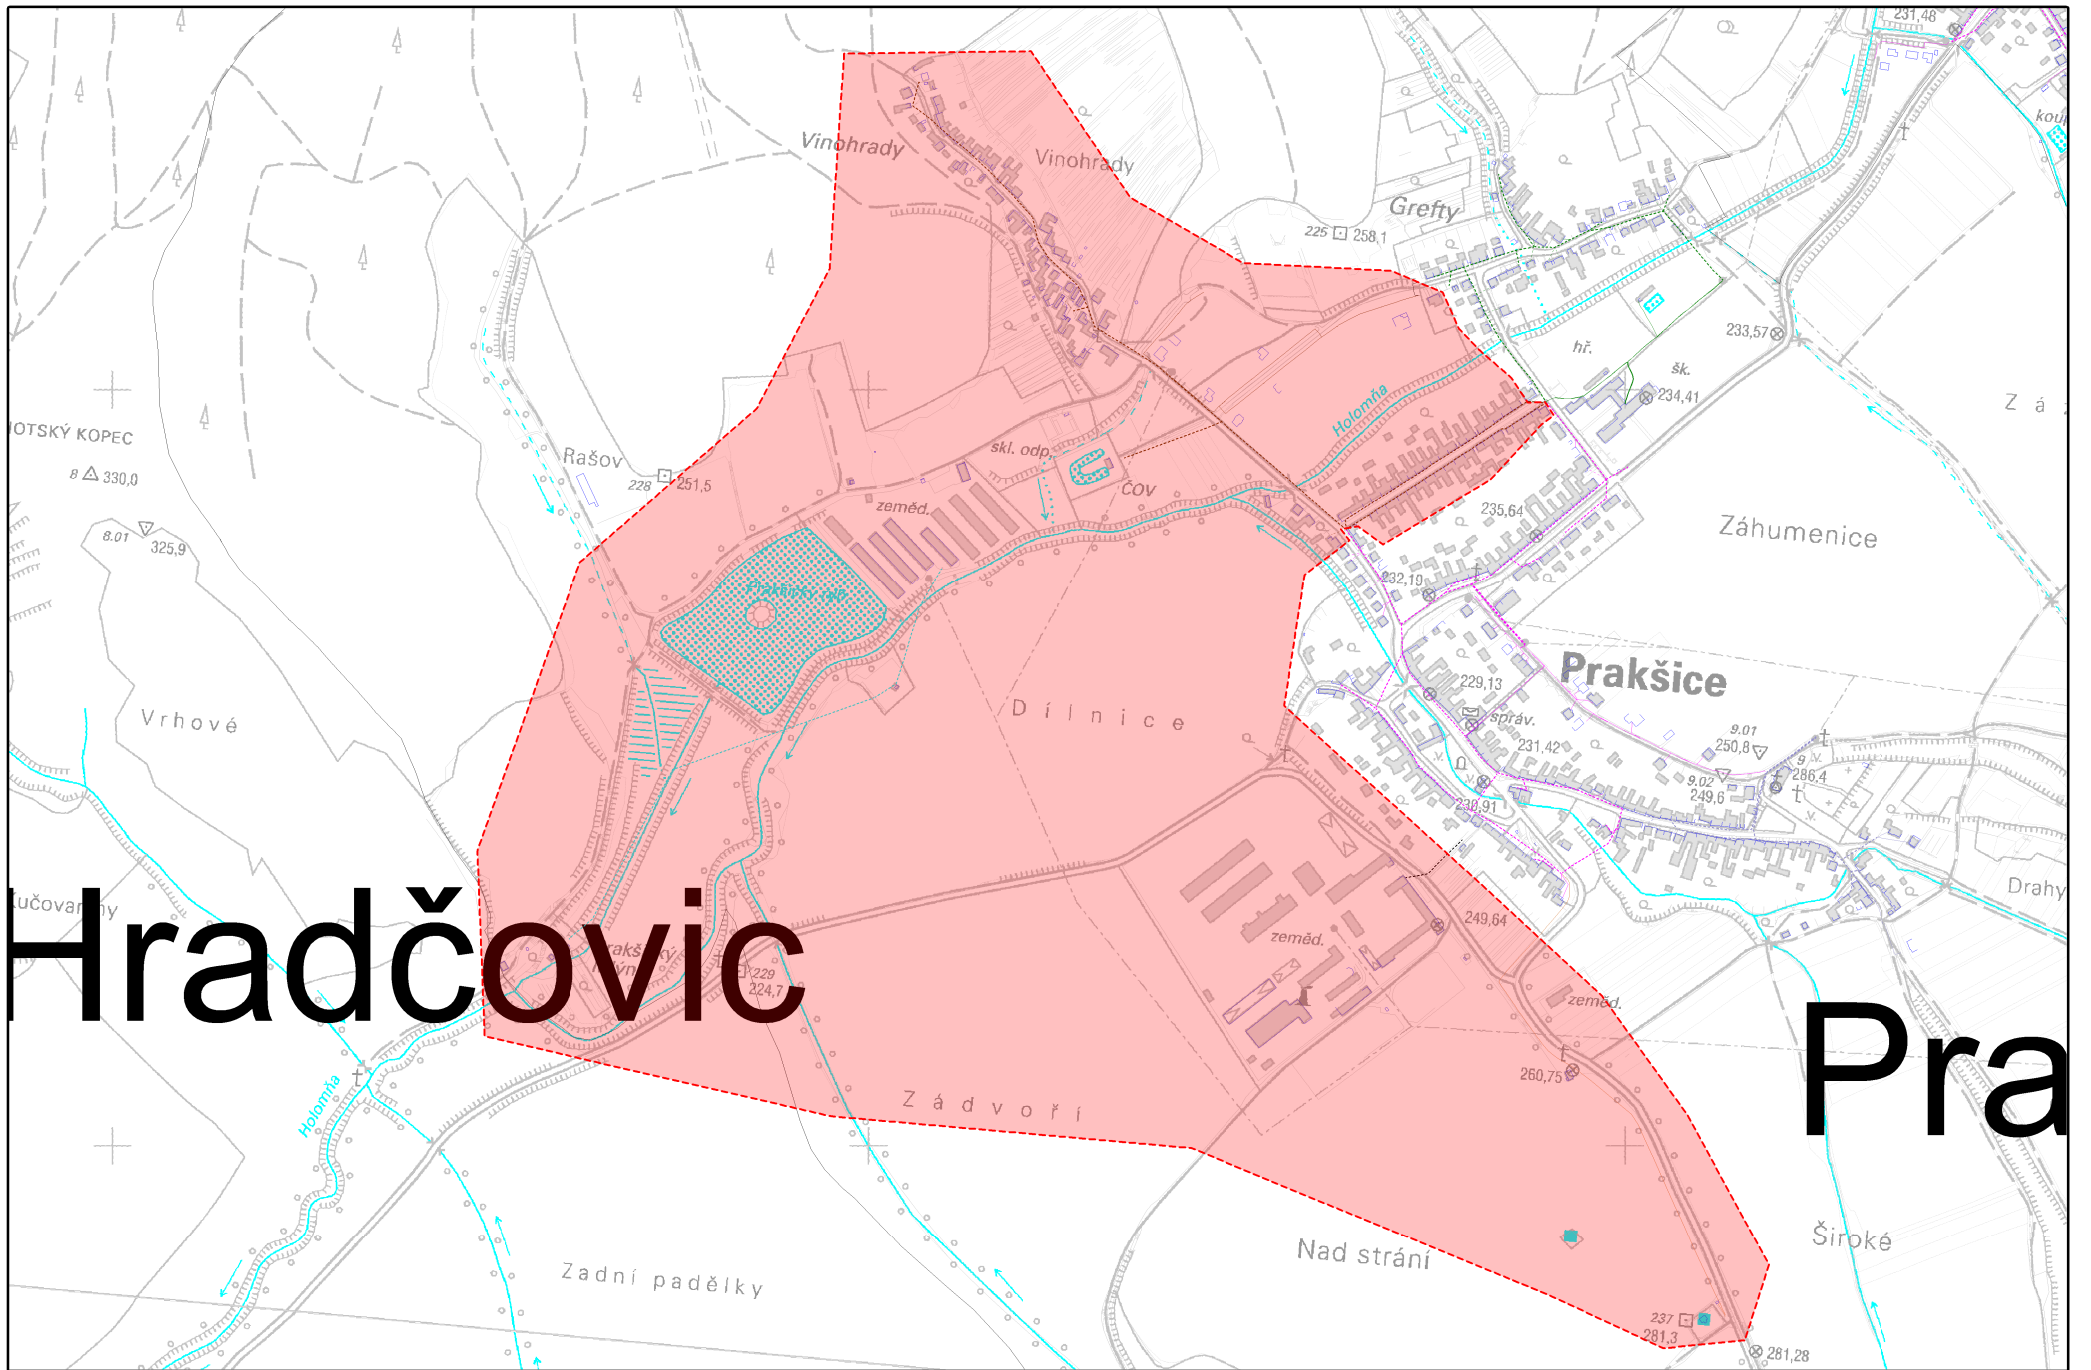 231,48
Vinohrady
Vinohrady
Grefty
225 258,1
233,57
hř.
šk.
234,41
Holomňa
OTSKÝ KOPEC
8 330,0
Rašov
228 251,5
skl. odp.
ČOV
zeměd.
235,64
Záhumenice
8.01
325,9
232,19
Prakšice
229,13
správ.
231,42
9.01
250,8
9
286,4
9.02
249,6
Vrhové
Dílnice
Drahy
249,64
zeměd.
Hradčovic
229
224,7
zeměd.
Pra
260,75
Holomňa
Zádvoří
Široké
Nad strání
Zadní padělky
237
281,3
281,28